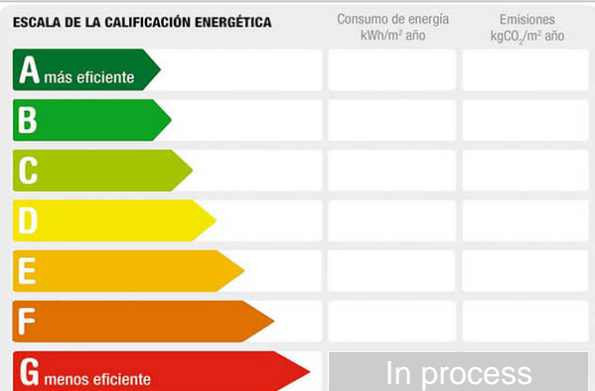 ESCALA DE LA CALIFICACIÓN ENERGÉTICA
Consumo de energía
kWh/m² año
Emisiones
kgCO₂/m² año
A más eficiente
B
C
D
E
F
G menos eficiente
In process